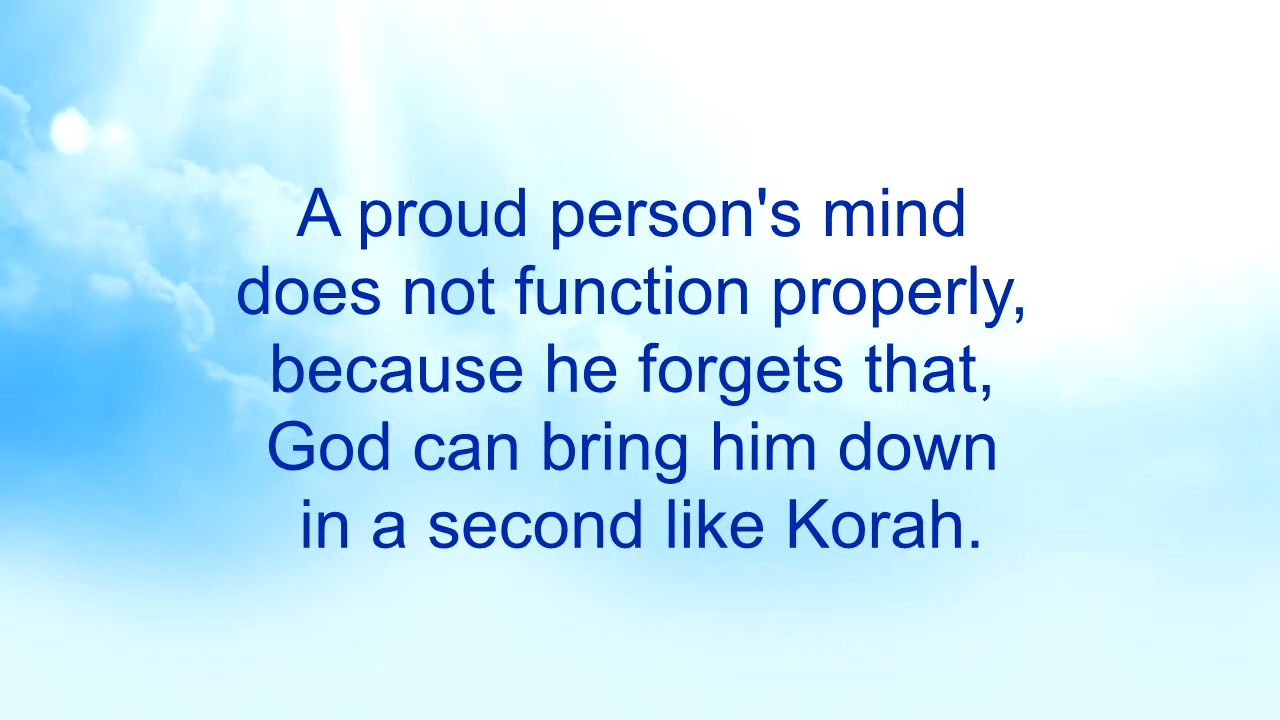 A proud person's mind
does not function properly,
because he forgets that,
God can bring him down
in a second like Korah.